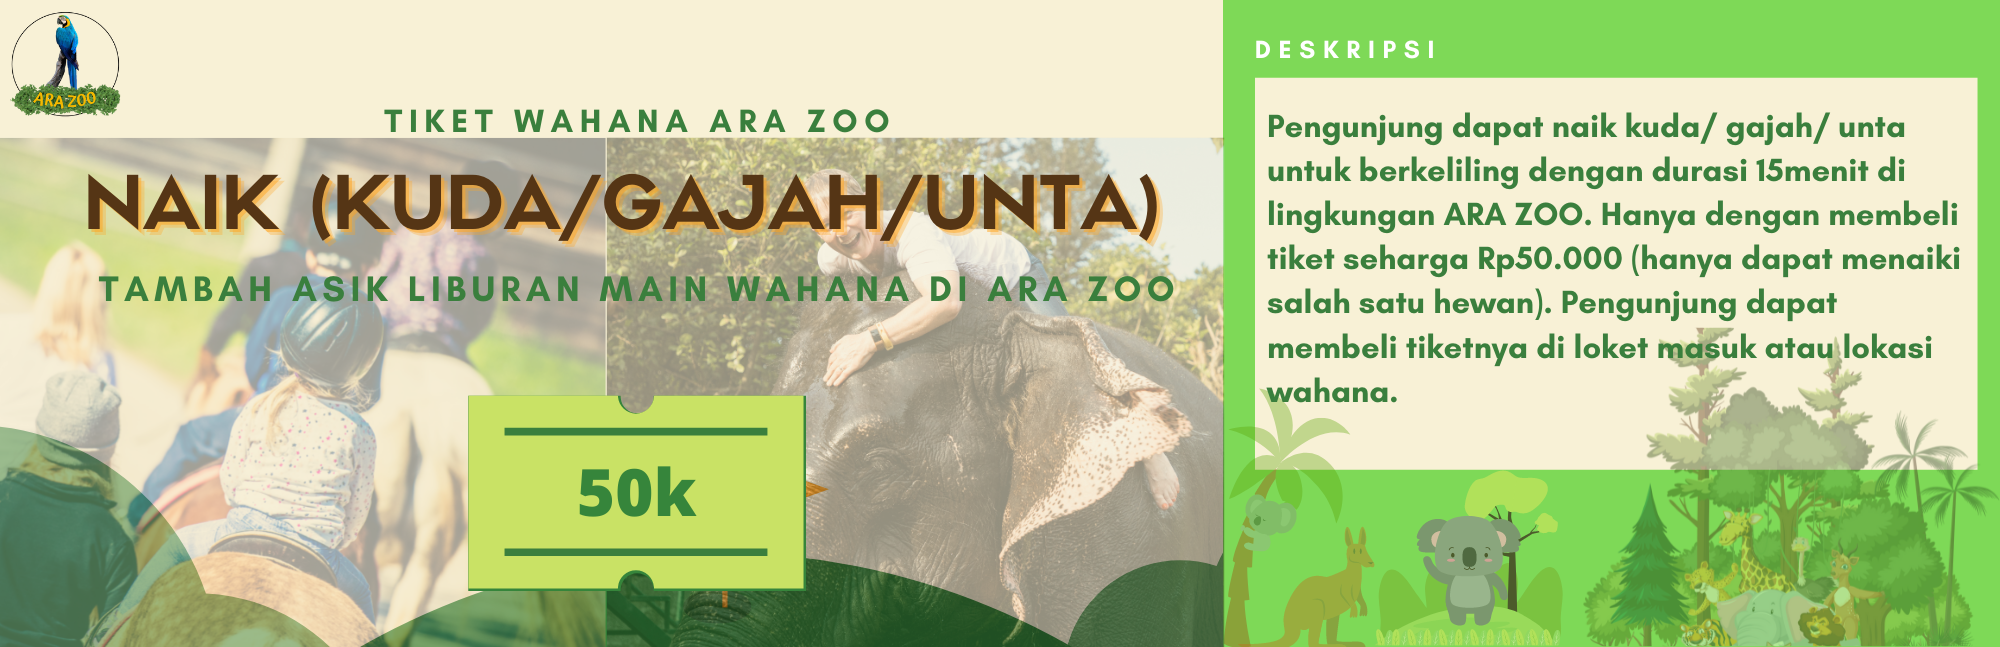 ARA ZOO
TIKET WAHANA ARA ZOO
NAIK (KUDA/GAJAH/UNTA)
TAMBAH ASIK LIBURAN MAIN WAHANA DI ARA ZOO
50k
DESKRIPSI
Pengunjung dapat naik kuda/ gajah/ unta
untuk berkeliling dengan durasi 15menit di
lingkungan ARA ZOO. Hanya dengan membeli
tiket seharga Rp50.000 (hanya dapat menaiki
salah satu hewan). Pengunjung dapat
membeli tiketnya di loket masuk atau lokasi
wahana.